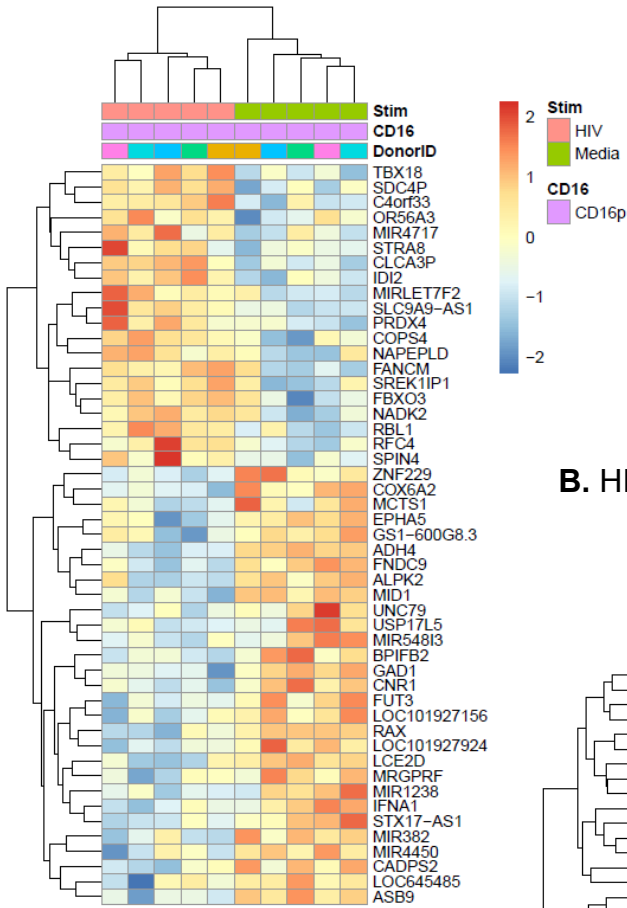 Stim
CD16
DonorID
TBX18
SDC4P
C4orf33
OR56A3
MIR4717
STRA8
CLCA3P
IDI2
MIRLET7F2
SLC9A9−AS1
PRDX4
COPS4
NAPEPLD
FANCM
SREK1IP1
FBXO3
NADK2
RBL1
RFC4
SPIN4
ZNF229
COX6A2
MCTS1
EPHA5
GS1−600G8.3
ADH4
FNDC9
ALPK2
MID1
UNC79
USP17L5
MIR548I3
BPIFB2
GAD1
CNR1
FUT3
LOC101927156
RAX
LOC101927924
LCE2D
MRGPRF
MIR1238
IFNA1
STX17−AS1
MIR382
MIR4450
CADPS2
LOC645485
ASB9
2
1
0
−1
−2
Stim
HIV
Media
CD16
CD16p
B. HI